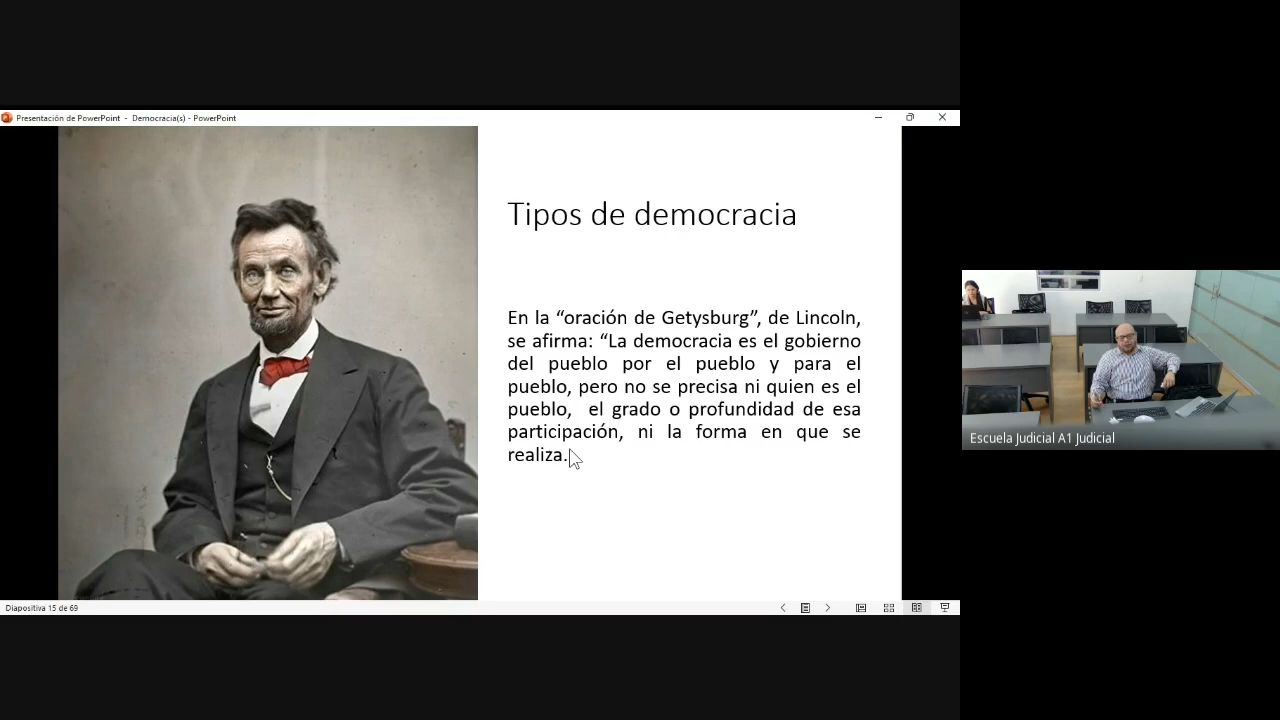 Presentación de PowerPoint - Democracia(s) - PowerPoint
Tipos de democracia
En la “oración de Getysburg”, de Lincoln,
se afirma: “La democracia es el gobierno
del pueblo por el pueblo y para el
pueblo, pero no se precisa ni quien es el
pueblo, el grado o profundidad de esa
participación, ni la forma en que se
realiza.
Escuela Judicial A1 Judicial
Diapositiva 15 de 69